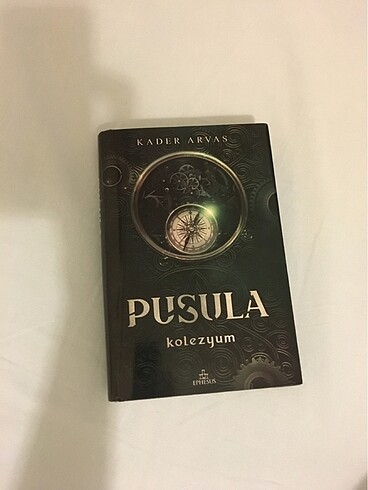 KADER ARVAS
PUSULA
kolezyum
EPHESUS